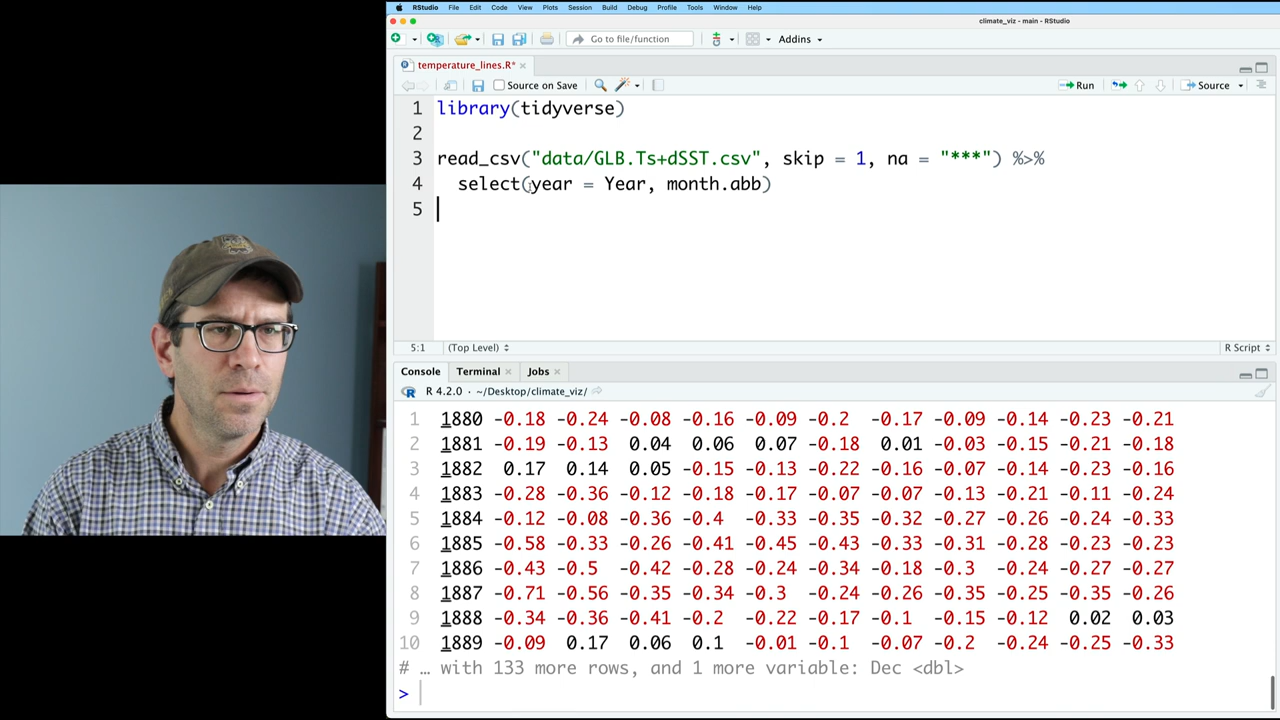 RStudio File Edit Code View Plots Session Build Debug Profile Tools Window Help
climate_viz - main - RStudio
Go to file/function Addins
temperature_lines.R*
Source on Save Run Source
1 library(tidyverse)
2
3 read_csv("data/GLB.Ts+dSST.csv", skip = 1, na = "***") %>%
4 select(year = Year, month.abb)
5
5:1 (Top Level) R Script
Console Terminal Jobs
R 4.2.0 · ~/Desktop/climate_viz/
1 1880 -0.18 -0.24 -0.08 -0.16 -0.09 -0.2 -0.17 -0.09 -0.14 -0.23 -0.21
2 1881 -0.19 -0.13 0.04 0.06 0.07 -0.18 0.01 -0.03 -0.15 -0.21 -0.18
3 1882 0.17 0.14 0.05 -0.15 -0.13 -0.22 -0.16 -0.07 -0.14 -0.23 -0.16
4 1883 -0.28 -0.36 -0.12 -0.18 -0.17 -0.07 -0.07 -0.13 -0.21 -0.11 -0.24
5 1884 -0.12 -0.08 -0.36 -0.4 -0.33 -0.35 -0.32 -0.27 -0.26 -0.24 -0.33
6 1885 -0.58 -0.33 -0.26 -0.41 -0.45 -0.43 -0.33 -0.31 -0.28 -0.23 -0.23
7 1886 -0.43 -0.5 -0.42 -0.28 -0.24 -0.34 -0.18 -0.3 -0.24 -0.27 -0.27
8 1887 -0.71 -0.56 -0.35 -0.34 -0.3 -0.24 -0.26 -0.35 -0.25 -0.35 -0.26
9 1888 -0.34 -0.36 -0.41 -0.2 -0.22 -0.17 -0.1 -0.15 -0.12 0.02 0.03
10 1889 -0.09 0.17 0.06 0.1 -0.01 -0.1 -0.07 -0.2 -0.24 -0.25 -0.33
# … with 133 more rows, and 1 more variable: Dec <dbl>
>